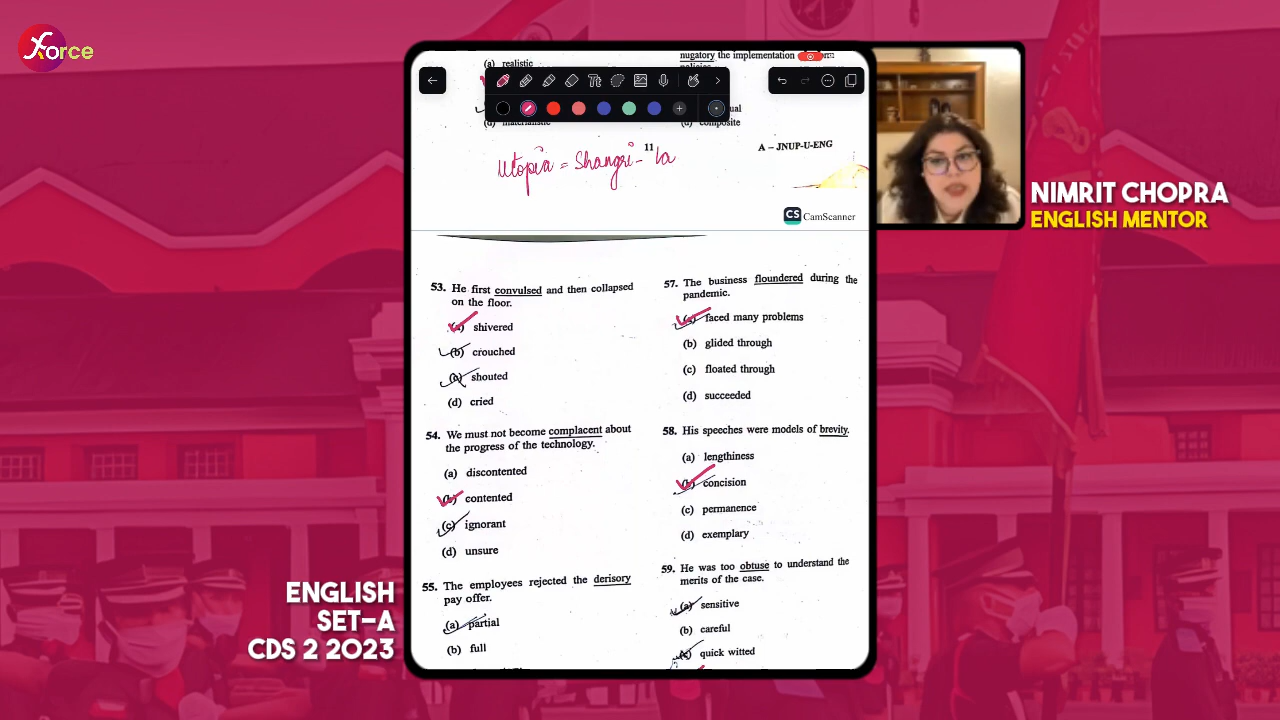 xforce
(a) realistic
(d) materialistic
nugatory the implementation
(d) composite
11
A – JNUP-U-ENG
Utopia = Shangri-la
CS CamScanner
53. He first convulsed and then collapsed
on the floor.
(a) shivered
(b) crouched
(c) shouted
(d) cried
54. We must not become complacent about
the progress of the technology.
(a) discontented
(b) contented
(c) ignorant
(d) unsure
55. The employees rejected the derisory
pay offer.
(a) partial
(b) full
57. The business floundered during the
pandemic.
(a) faced many problems
(b) glided through
(c) floated through
(d) succeeded
58. His speeches were models of brevity.
(a) lengthiness
(b) concision
(c) permanence
(d) exemplary
59. He was too obtuse to understand the
merits of the case.
(a) sensitive
(b) careful
(c) quick witted
NIMRIT CHOPRA
ENGLISH MENTOR
ENGLISH
SET-A
CDS 2 2023